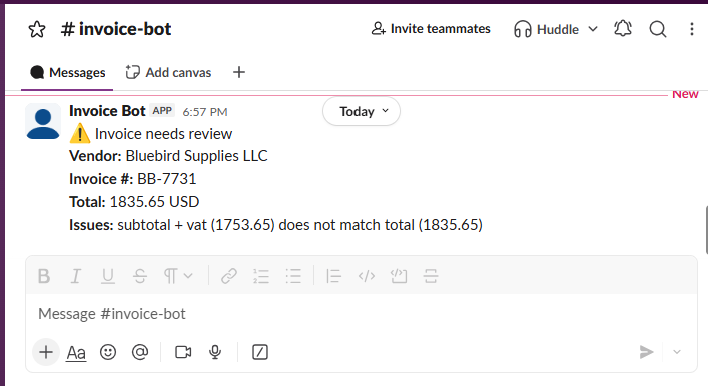 # invoice-bot
Invite teammates
Huddle
Messages
Add canvas
New
Today
Invoice Bot APP 6:57 PM
⚠️ Invoice needs review
Vendor: Bluebird Supplies LLC
Invoice #: BB-7731
Total: 1835.65 USD
Issues: subtotal + vat (1753.65) does not match total (1835.65)
B I U S
Message #invoice-bot
Aa